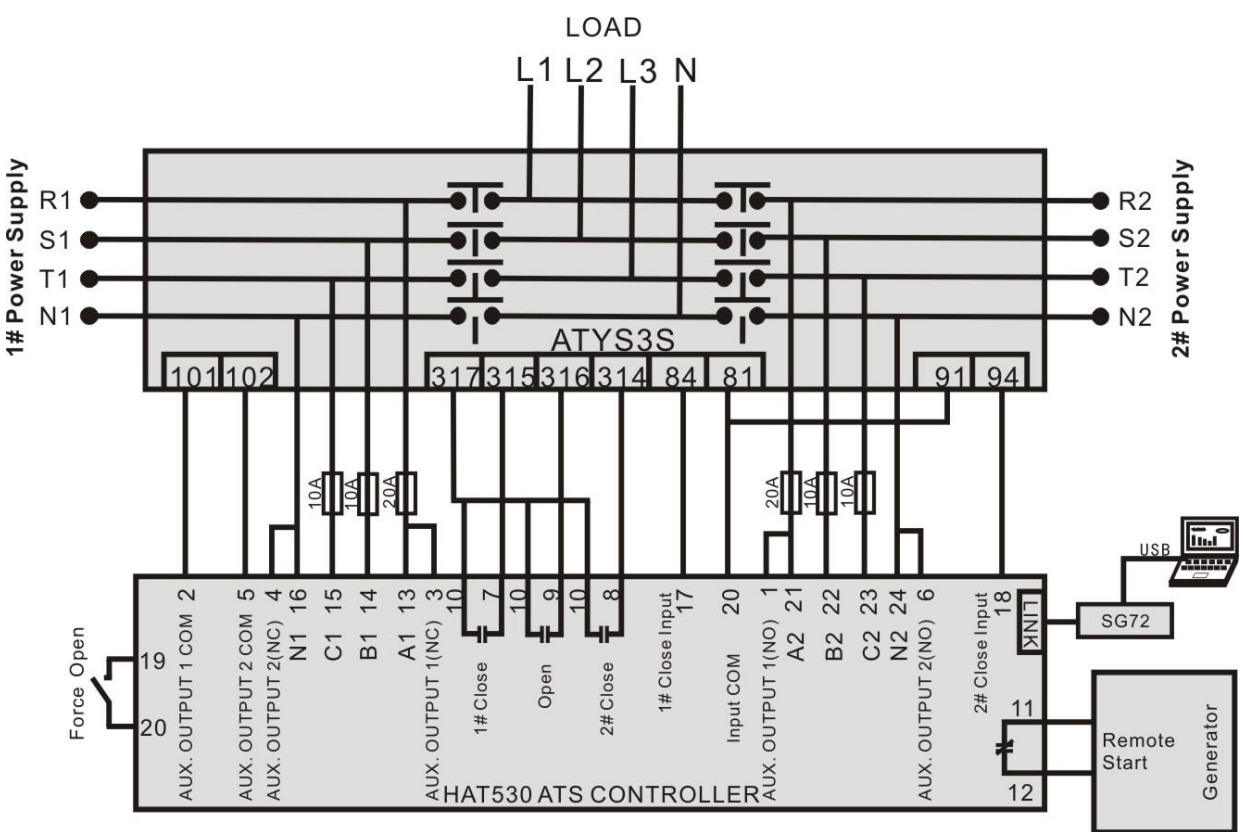 LOAD
L1 L2 L3 N
1# Power Supply
R1
S1
T1
N1
2# Power Supply
R2
S2
T2
N2
ATYS3S
101 102 317 315 316 314 84 81 91 94
10A 10A 20A 20A 10A 10A
USB
SG72
LINK
2 5 4 16 15 14 13 3 10 7 10 9 10 8 17 20 1 21 22 23 24 6 18
AUX. OUTPUT 1 COM
AUX. OUTPUT 2 COM
AUX. OUTPUT 2(NC)
N1
C1
B1
A1
AUX. OUTPUT 1(NC)
1# Close
Open
2# Close
1# Close Input
Input COM
AUX. OUTPUT 1(NO)
A2
B2
C2
N2
AUX. OUTPUT 2(NO)
2# Close Input
Force Open
19
20
11
12
Remote
Start
Generator
HAT530 ATS CONTROLLER